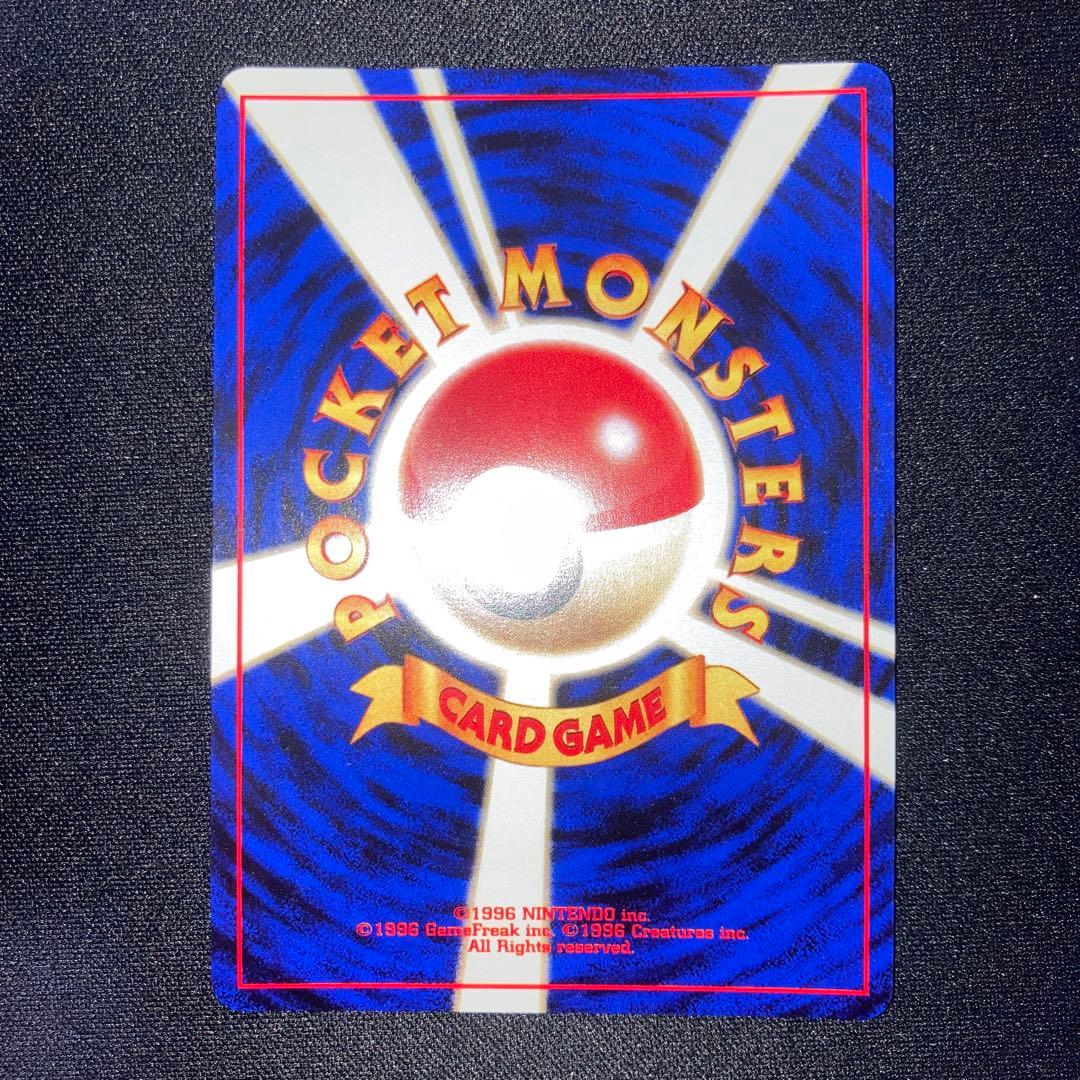 POCKET MONSTERS
CARD GAME
©1996 NINTENDO inc.
©1996 GameFreak inc. ©1996 Creatures inc.
All Rights reserved.